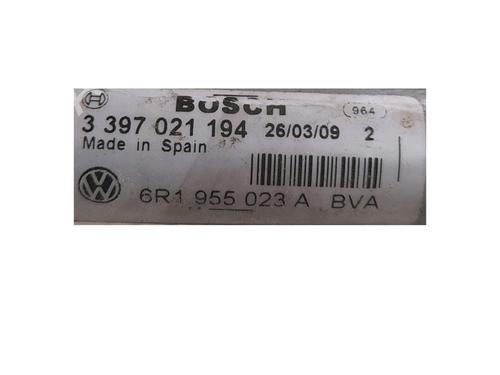 BOSCH 964
3 397 021 194 26/03/09 2
Made in Spain
6R1 955 023 A BVA